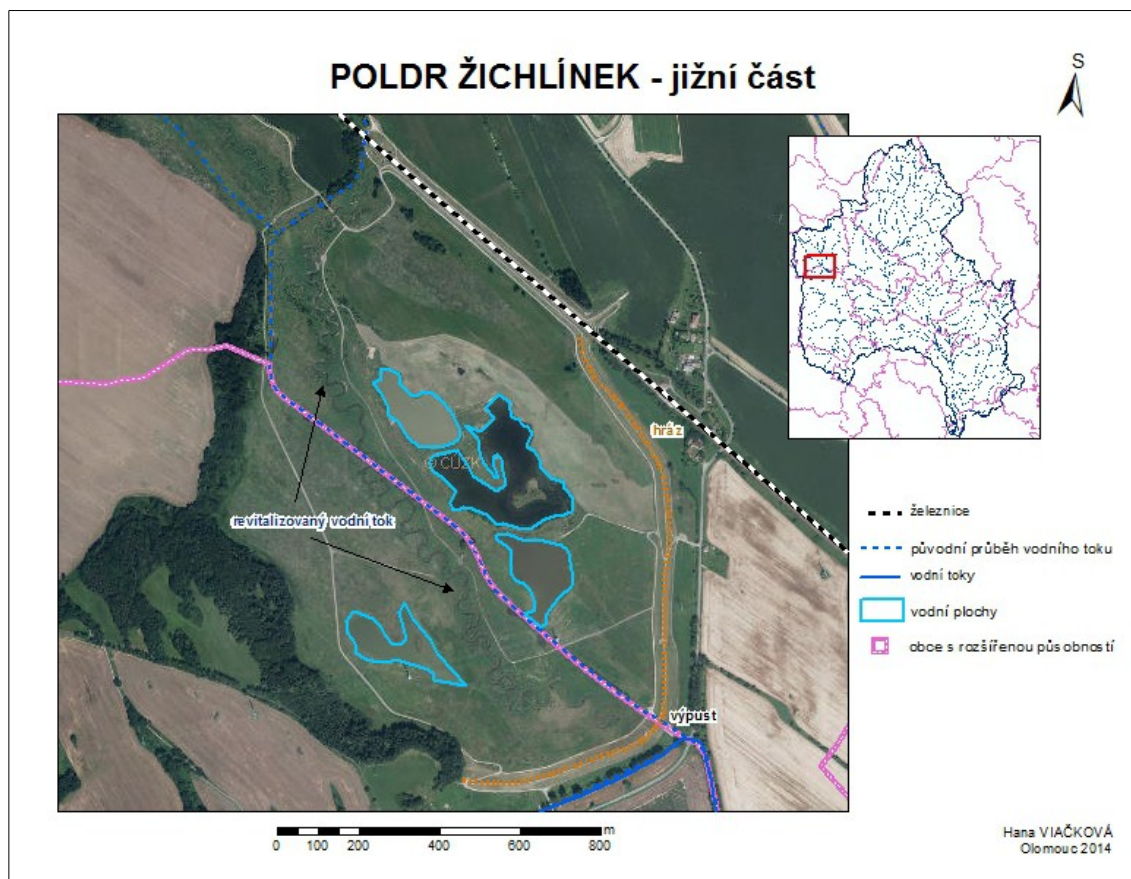 POLDR ŽICHLÍNEK - jižní část
S
hráz
© ČÚZK
revitalizovaný vodní tok
výpust
železnice
původní průběh vodního toku
vodní toky
vodní plochy
obce s rozšířenou působností
0 100 200 400 600 800 m
Hana VIAČKOVÁ
Olomouc 2014